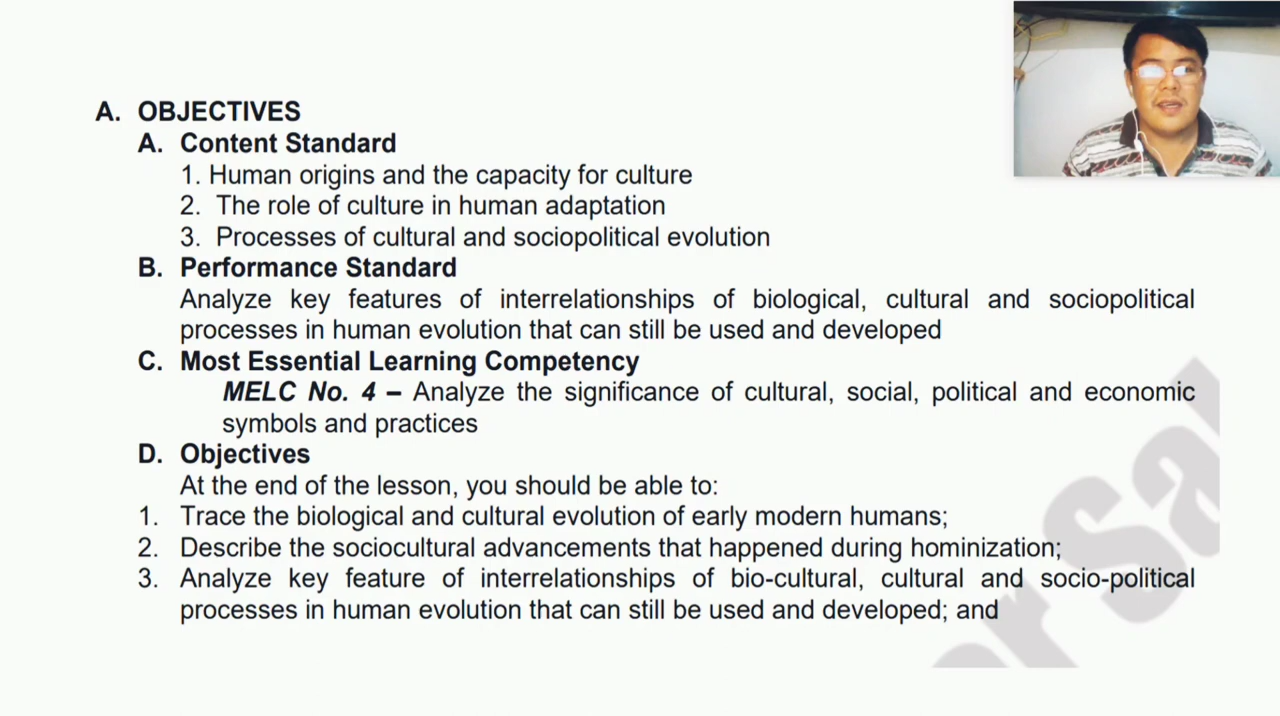 A. OBJECTIVES
A. Content Standard
1. Human origins and the capacity for culture
2. The role of culture in human adaptation
3. Processes of cultural and sociopolitical evolution
B. Performance Standard
Analyze key features of interrelationships of biological, cultural and sociopolitical
processes in human evolution that can still be used and developed
C. Most Essential Learning Competency
MELC No. 4 – Analyze the significance of cultural, social, political and economic
symbols and practices
D. Objectives
At the end of the lesson, you should be able to:
1. Trace the biological and cultural evolution of early modern humans;
2. Describe the sociocultural advancements that happened during hominization;
3. Analyze key feature of interrelationships of bio-cultural, cultural and socio-political
processes in human evolution that can still be used and developed; and